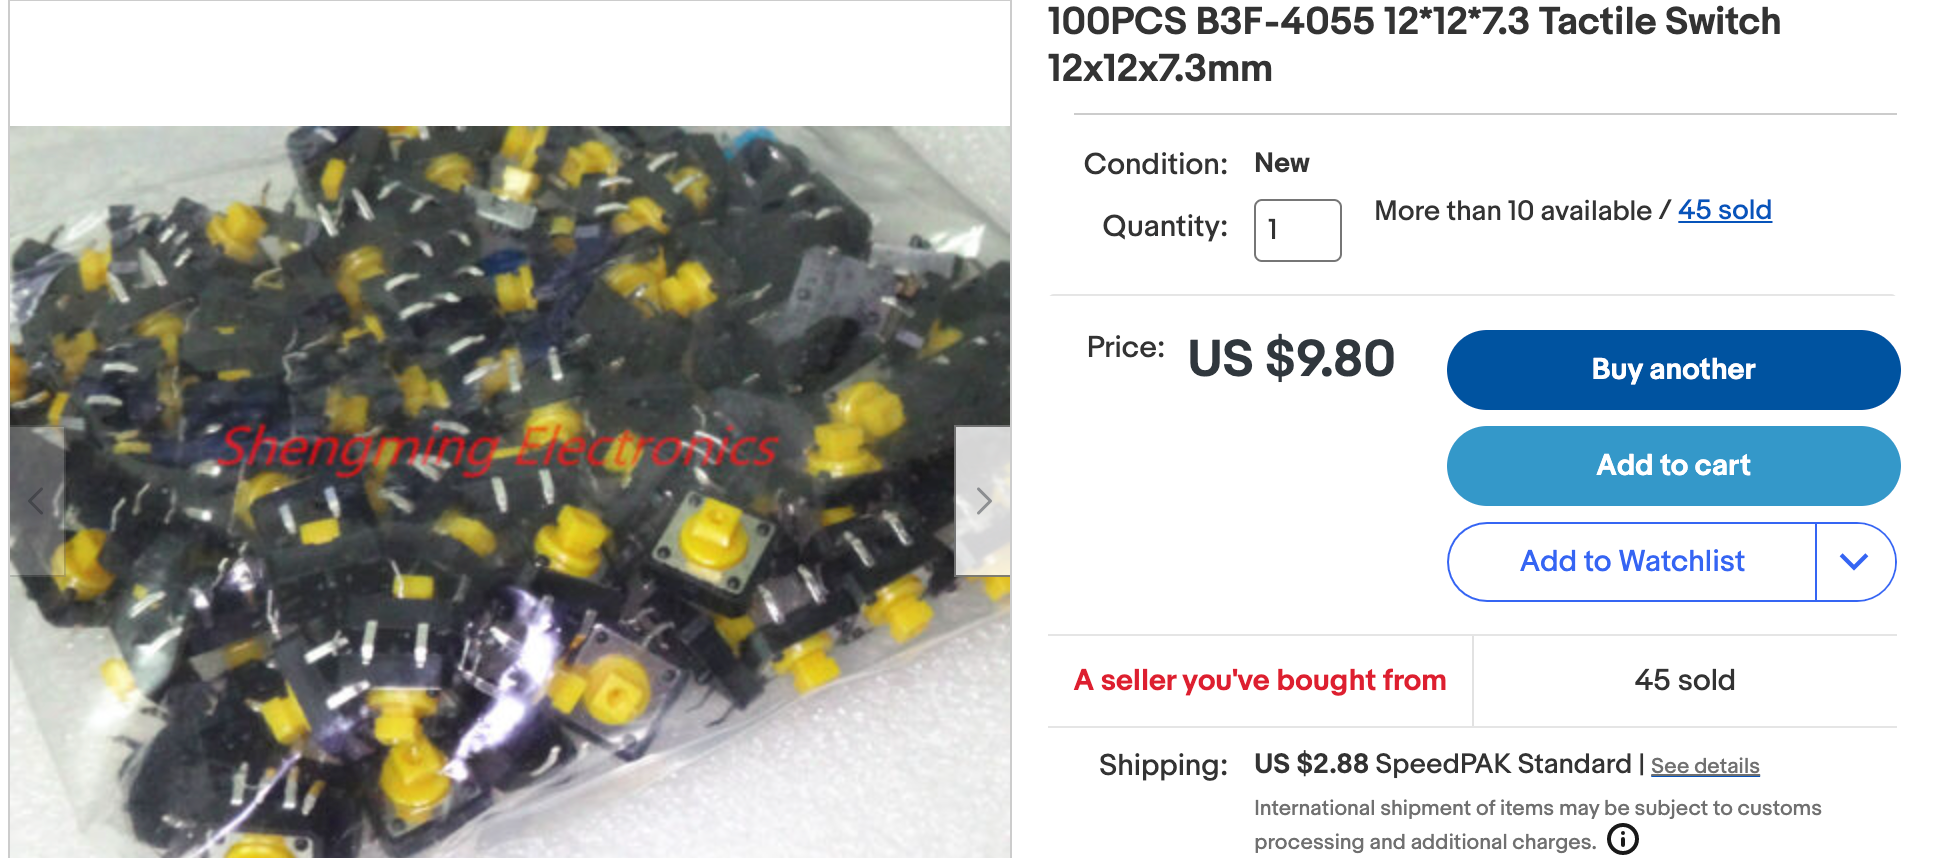 100PCS B3F-4055 12*12*7.3 Tactile Switch
12x12x7.3mm
Condition: New
Quantity: 1 More than 10 available / 45 sold
Price: US $9.80
Buy another
Add to cart
Add to Watchlist
A seller you've bought from 45 sold
Shipping: US $2.88 SpeedPAK Standard | See details
International shipment of items may be subject to customs
processing and additional charges.
Shengming Electronics